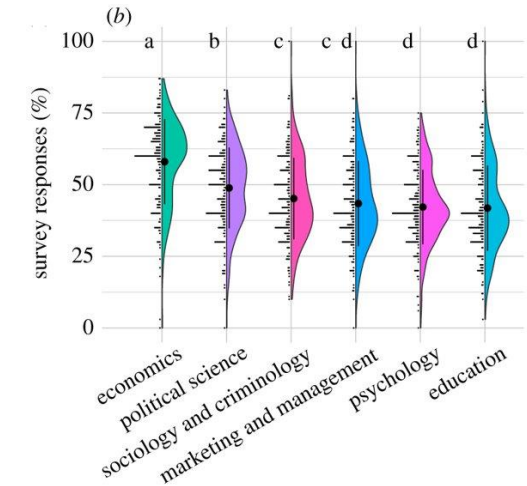 (b)
100 a b c c d d d
75
50
25
0
survey responses (%)
economics
political science
sociology and criminology
marketing and management
psychology
education